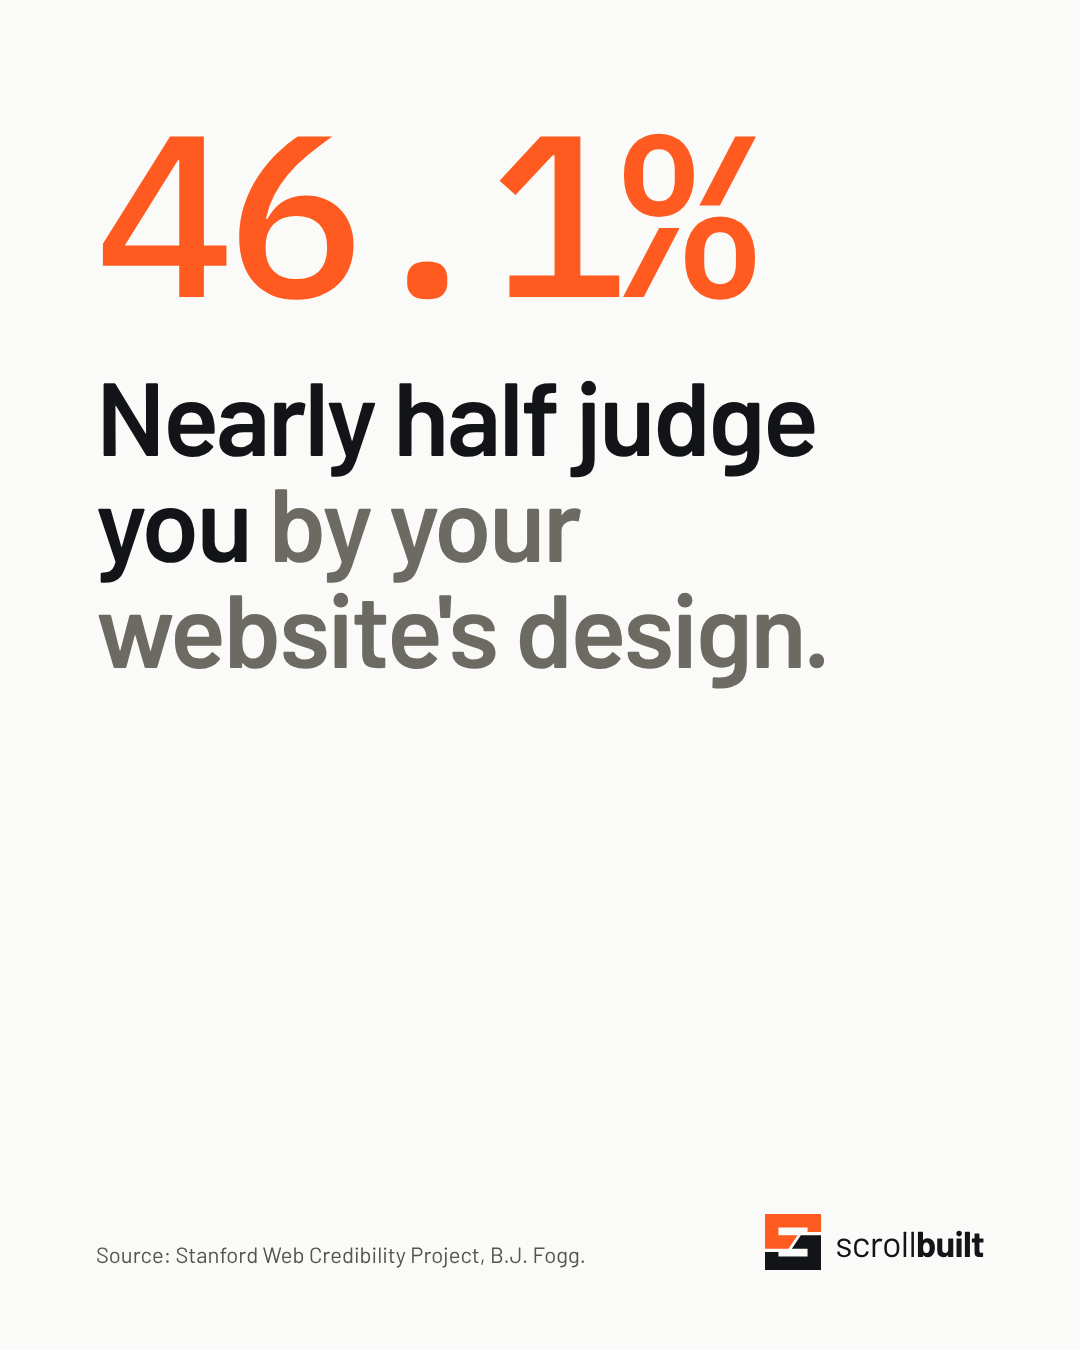 46.1%
Nearly half judge
you by your
website's design.
Source: Stanford Web Credibility Project, B.J. Fogg.
scrollbuilt